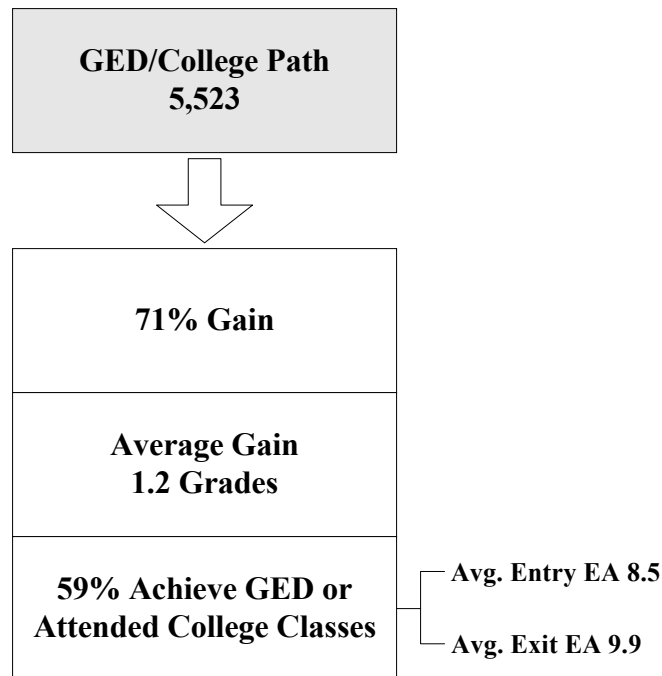 GED/College Path
5,523
71% Gain
Average Gain
1.2 Grades
59% Achieve GED or
Attended College Classes
Avg. Entry EA 8.5
Avg. Exit EA 9.9